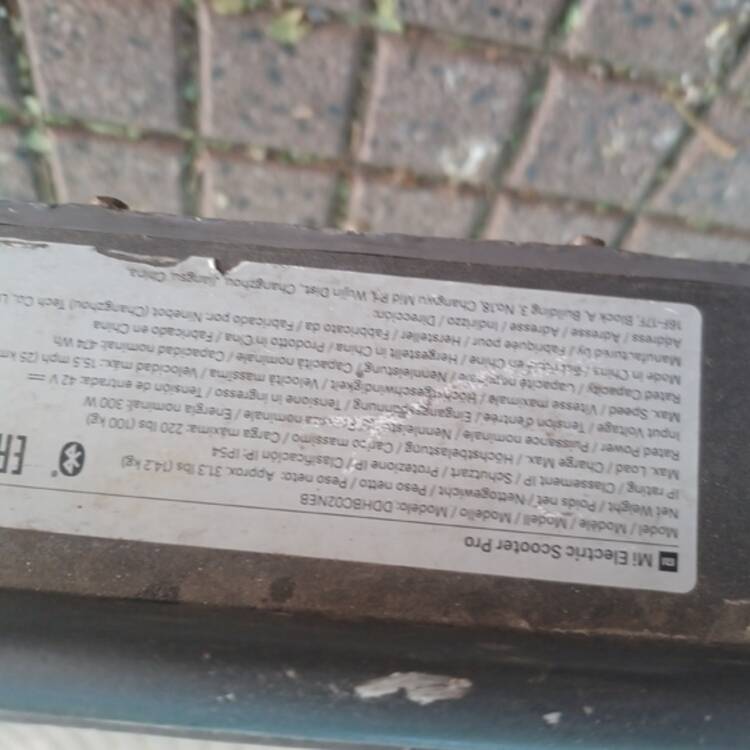 mi Mi Electric Scooter Pro
Model / Modèle / Modell / Modello / Modelo: DDHBC02NEB
Net Weight / Poids net / Nettogewicht / Peso netto / Peso neto: Approx. 31.3 lbs (14.2 kg)
IP rating / Classement IP / Schutzart / Protezione IP / Clasificación IP: IP54
Max. Load / Charge Max. / Höchstbelastung / Carico massimo / Carga máxima: 220 lbs (100 kg)
Rated Power / Puissance nominale / Nennleistung / nominale / Energía nominal: 300 W
Input Voltage / Tension d'entrée / Eingangsspannung / Tensione in ingresso / Tensión de entrada: 42 V
Max. Speed / Vitesse maximale / Höchstgeschwindigkeit / Velocità massima / Velocidad máx.: 15.5 mph (25 km
Rated Capacity / Capacité nominale / Nennleistung / Capacità nominale / Capacidad nominal: 474 Wh
Made in China / en Chine / Hergestellt in China / Prodotto in Cina / Fabricado en China
Manufactured by / Fabriquée pour / Hersteller / Fabbricato da / Fabricado por: Ninebot (Changzhou) Tech Co., L
Address / Adresse / Adresse / Indirizzo / Dirección:
16F-17F, Block A, Building 3, No.18, Changwu Mid Rd, Wujin Dist., Changzhou, Jiangsu, China
EAC